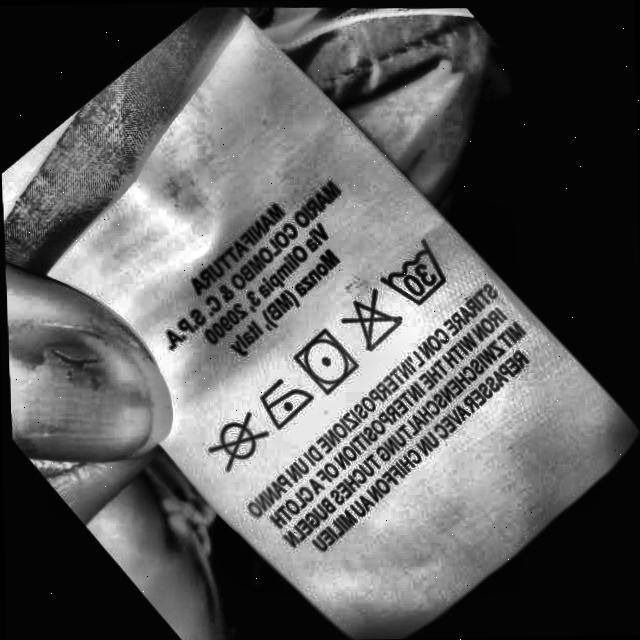 MANIFATTURA
MARIO COLOMBO & C. S.P.A.
Via Olimpia 3 20900
Monza (MB), Italy
30
STIRARE CON L'INTERPOSIZIONE DI UN PANNO
IRON WITH THE INTERPOSITION OF A CLOTH
MIT ZWISCHENSCHALTUNG TUCHES BUGELN
REPASSER AVEC UN CHIFFON AU MILIEU